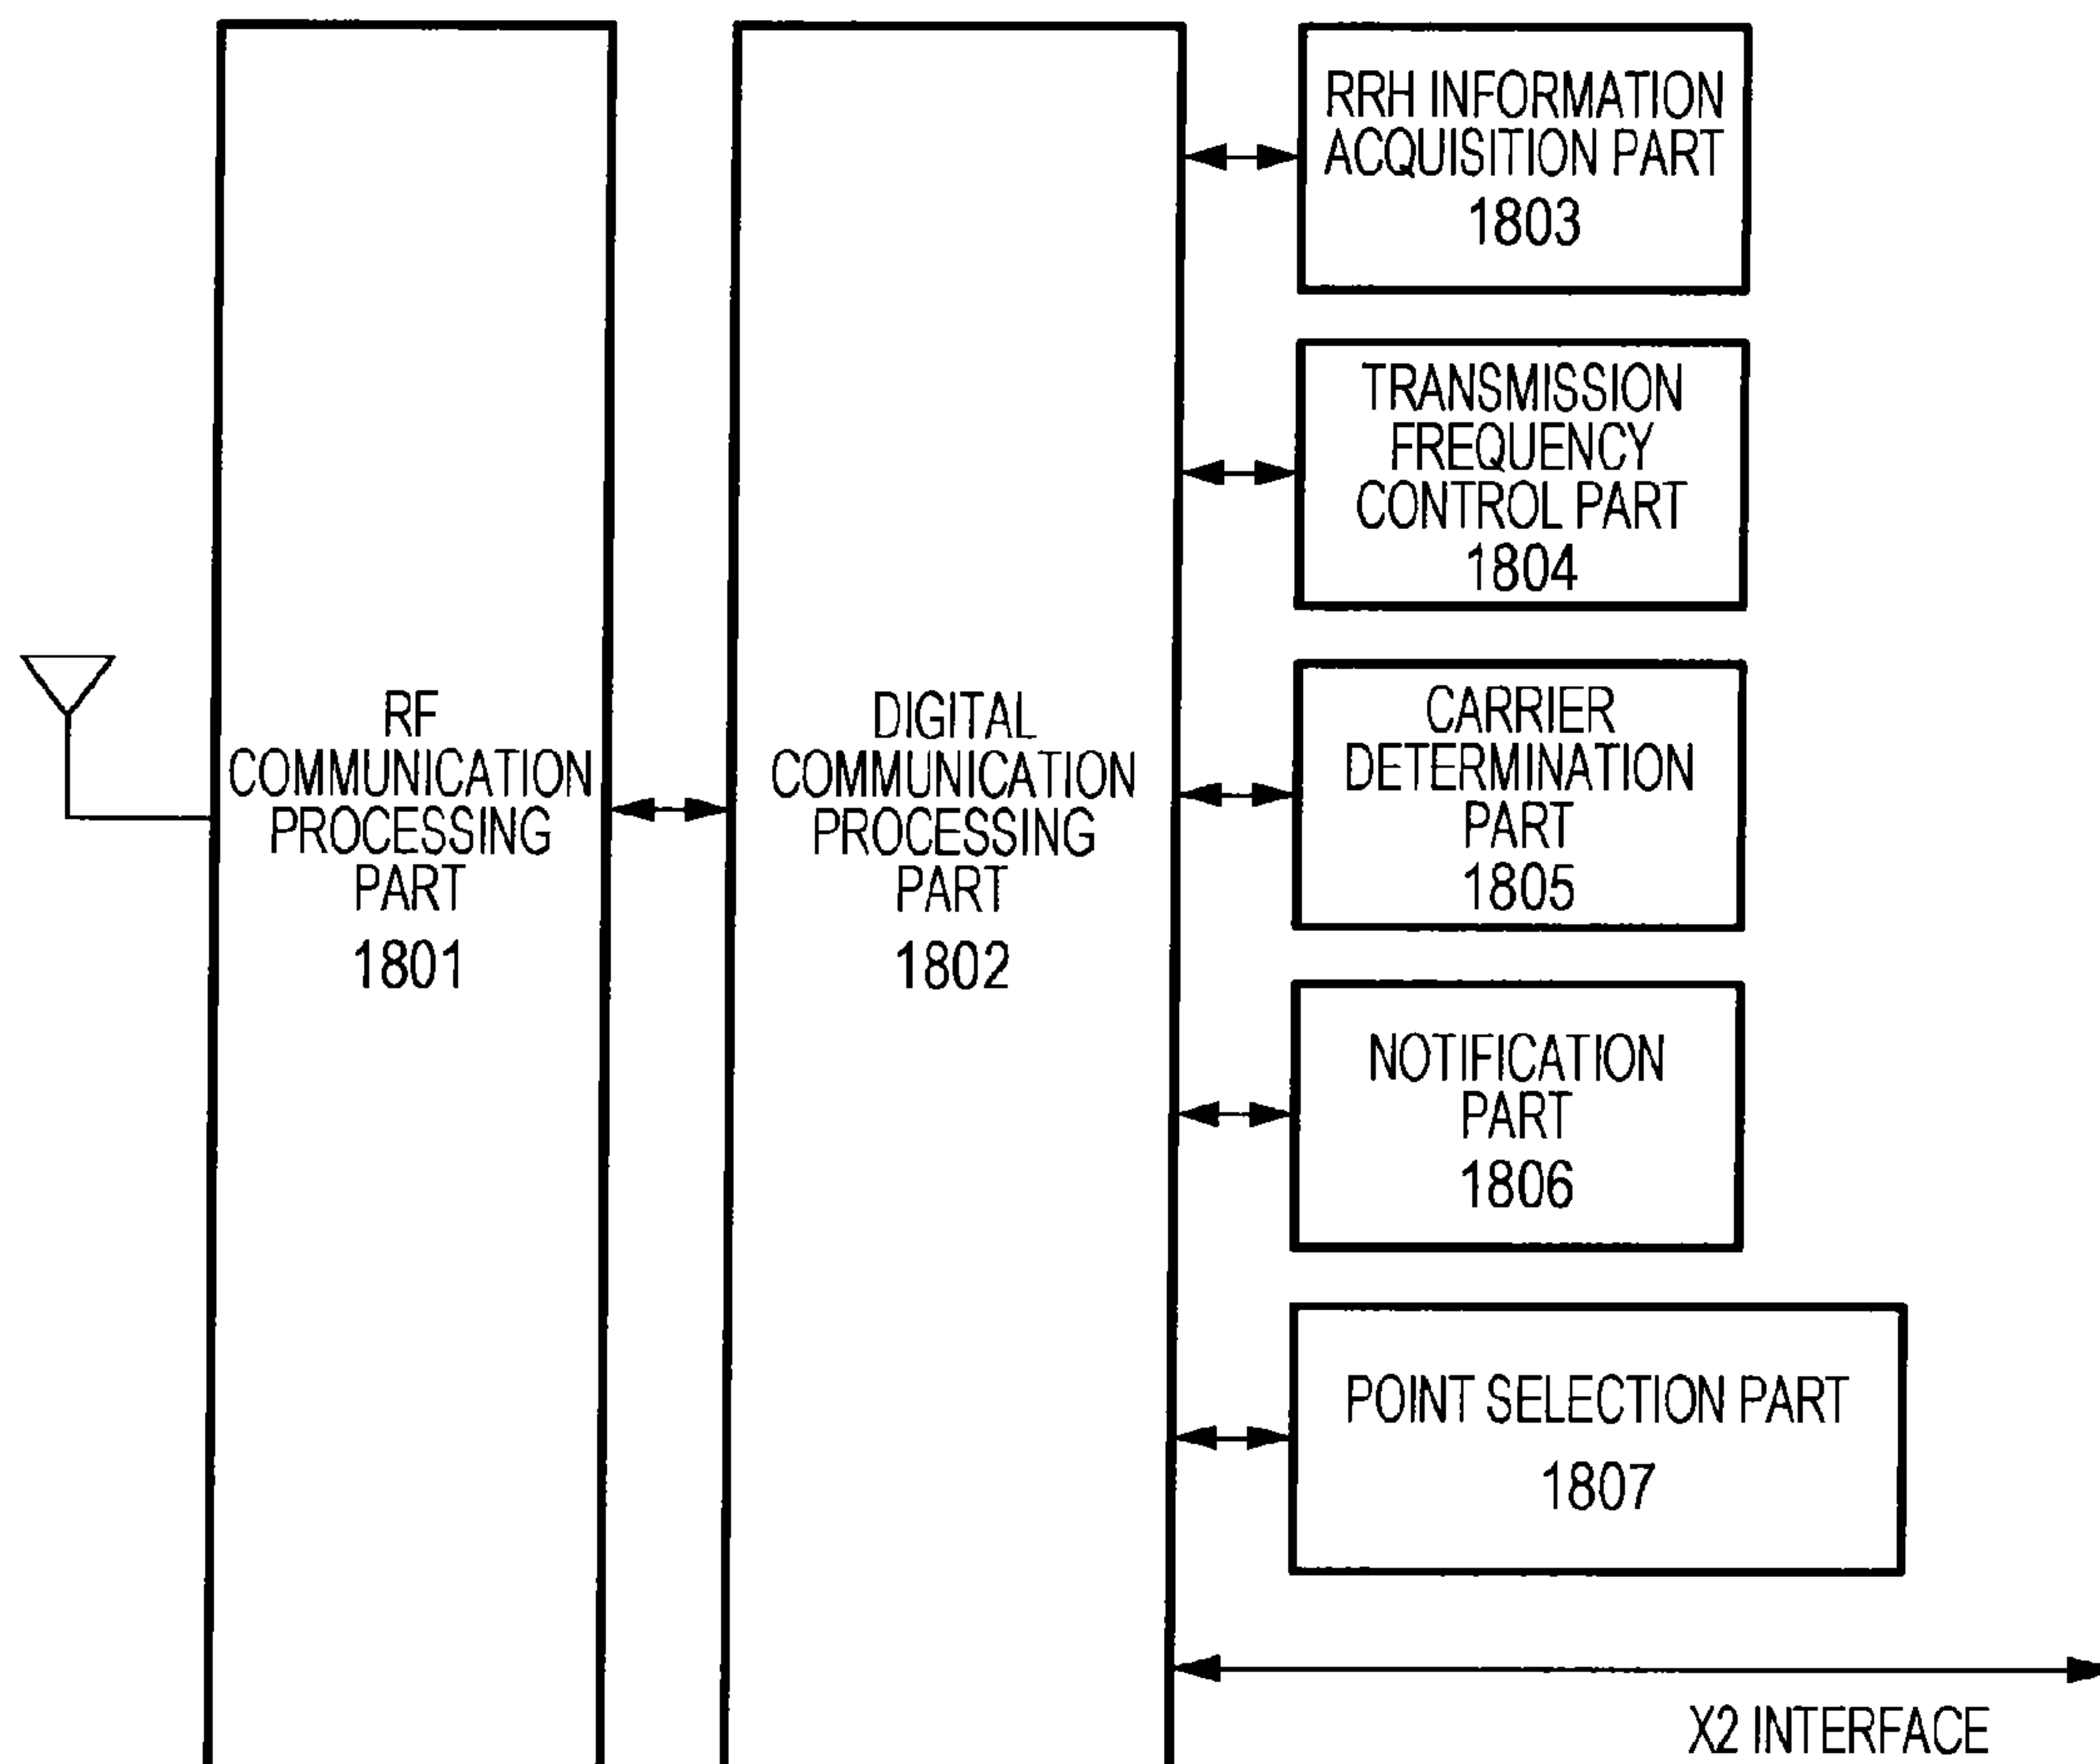 RF
COMMUNICATION
PROCESSING
PART
1801
DIGITAL
COMMUNICATION
PROCESSING
PART
1802
RRH INFORMATION
ACQUISITION PART
1803
TRANSMISSION
FREQUENCY
CONTROL PART
1804
CARRIER
DETERMINATION
PART
1805
NOTIFICATION
PART
1806
POINT SELECTION PART
1807
X2 INTERFACE